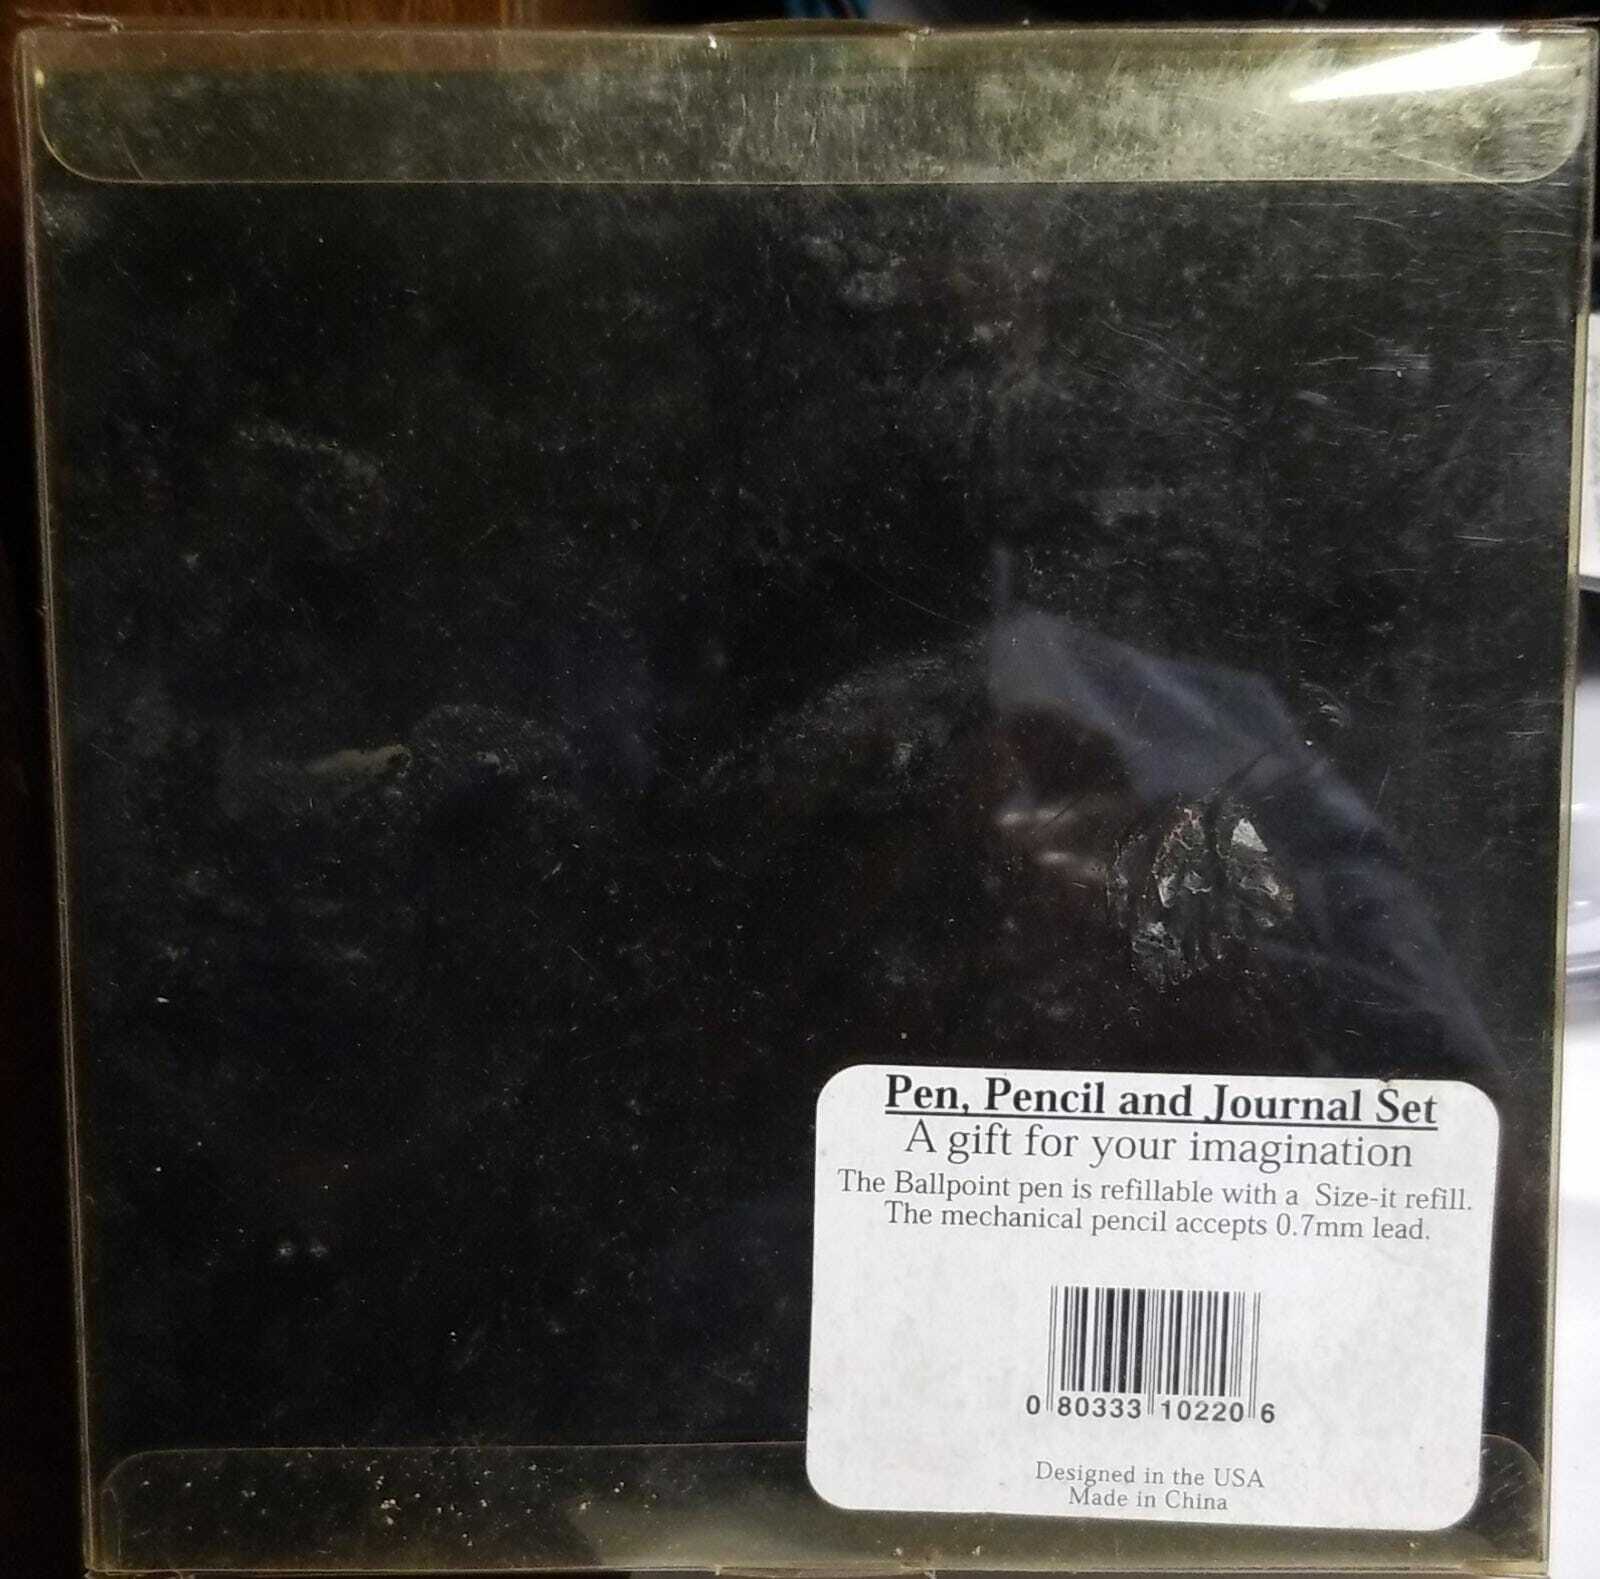 Pen, Pencil and Journal Set
A gift for your imagination
The Ballpoint pen is refillable with a Size-it refill.
The mechanical pencil accepts 0.7mm lead.
0 80333 10220 6
Designed in the USA
Made in China